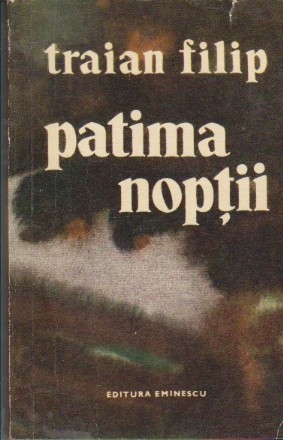 traian filip
patima
nopții
EDITURA EMINESCU